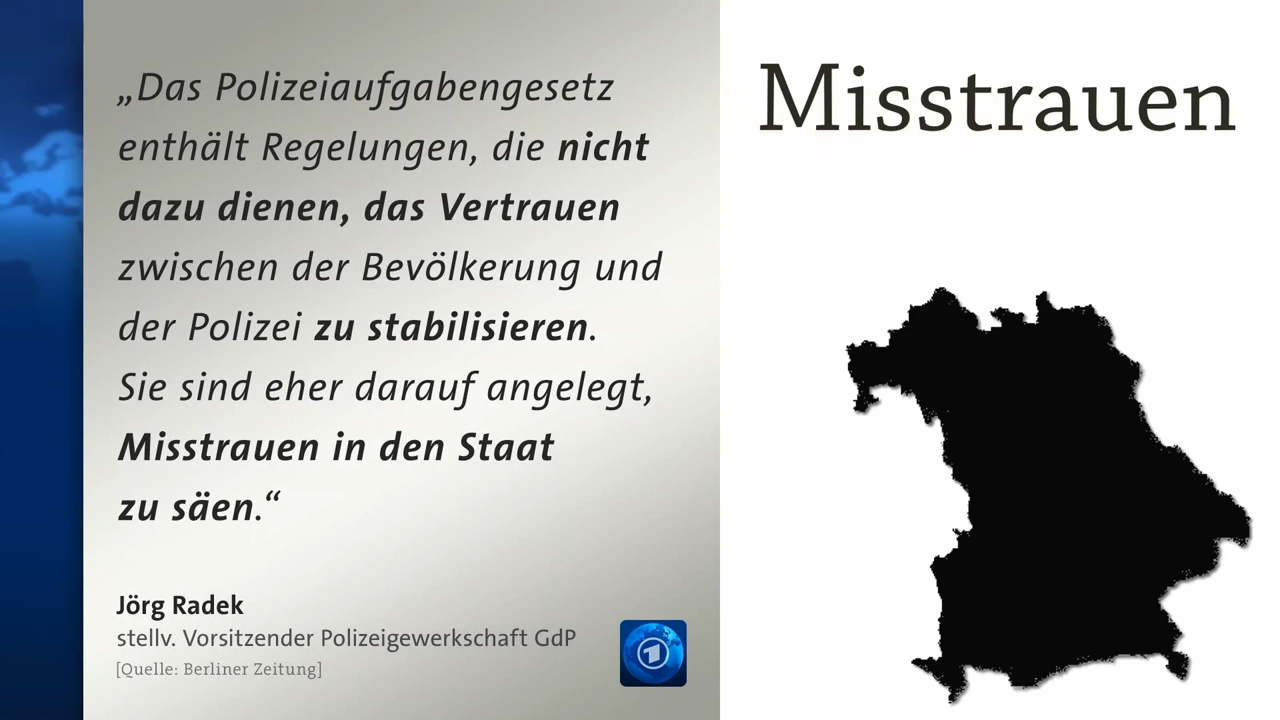 „Das Polizeiaufgabengesetz
enthält Regelungen, die nicht
dazu dienen, das Vertrauen
zwischen der Bevölkerung und
der Polizei zu stabilisieren.
Sie sind eher darauf angelegt,
Misstrauen in den Staat
zu säen.“
Jörg Radek
stellv. Vorsitzender Polizeigewerkschaft GdP
[Quelle: Berliner Zeitung]
1
Misstrauen